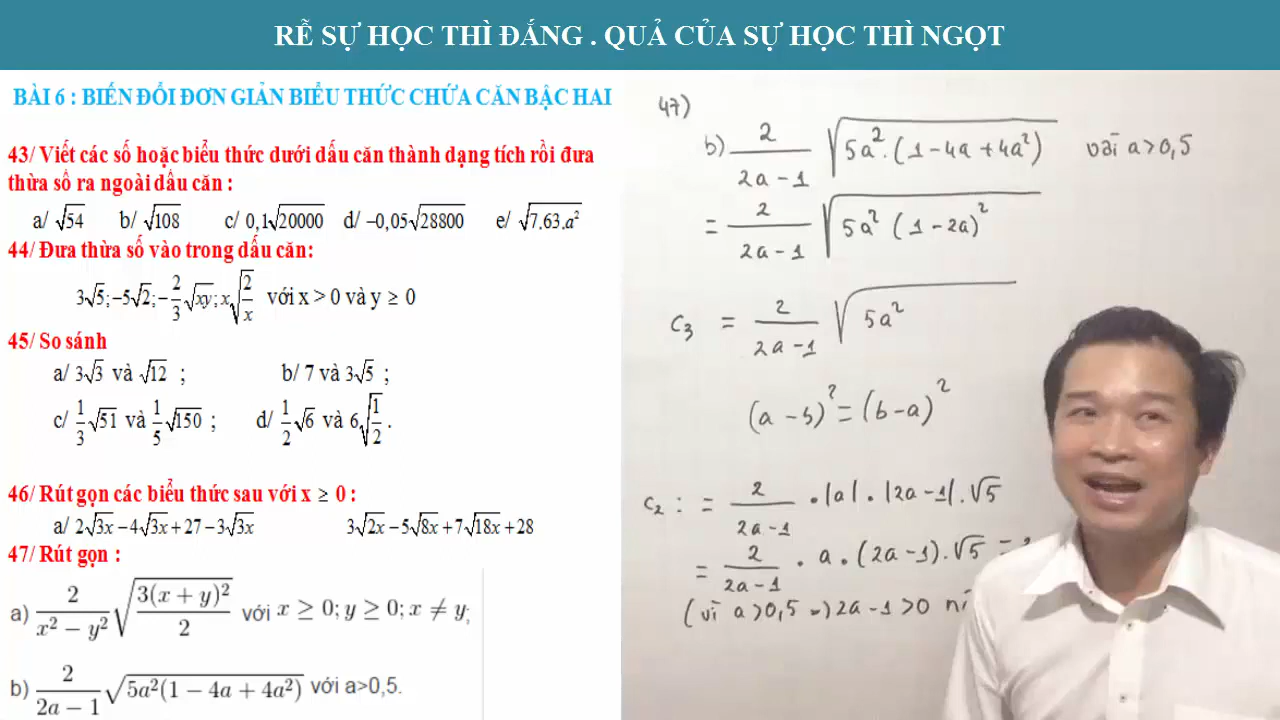 RỄ SỰ HỌC THÌ ĐẮNG . QUẢ CỦA SỰ HỌC THÌ NGỌT
BÀI 6 : BIẾN ĐỔI ĐƠN GIẢN BIỂU THỨC CHỨA CĂN BẬC HAI
43/ Viết các số hoặc biểu thức dưới dấu căn thành dạng tích rồi đưa
thừa số ra ngoài dấu căn :
a/ √54 b/ √108 c/ 0,1√20000 d/ −0,05√28800 e/ √7.63.a²
44/ Đưa thừa số vào trong dấu căn:
3√5; −5√2; −2/3 √xy; x√(2/x) với x > 0 và y ≥ 0
45/ So sánh
a/ 3√3 và √12 ; b/ 7 và 3√5 ;
c/ 1/3 √51 và 1/5 √150 ; d/ 1/2 √6 và 6√(1/2) .
46/ Rút gọn các biểu thức sau với x ≥ 0 :
a/ 2√3x − 4√3x + 27 − 3√3x 3√2x − 5√8x + 7√18x + 28
47/ Rút gọn :
a) 2/(x² − y²) √(3(x + y)²/2) với x ≥ 0; y ≥ 0; x ≠ y;
b) 2/(2a − 1) √(5a²(1 − 4a + 4a²)) với a>0,5.
47)
b) 2/(2a − 1) √(5a² . (1 − 4a + 4a²)) với a > 0,5
= 2/(2a − 1) √(5a² (1 − 2a)²)
C3 = 2/(2a − 1) √(5a²)
(a − b)² = (b − a)²
C2 : = 2/(2a − 1) . |a| . |2a − 1| . √5
= 2/(2a − 1) . a . (2a − 1) . √5 =
(vì a > 0,5 => 2a − 1 > 0